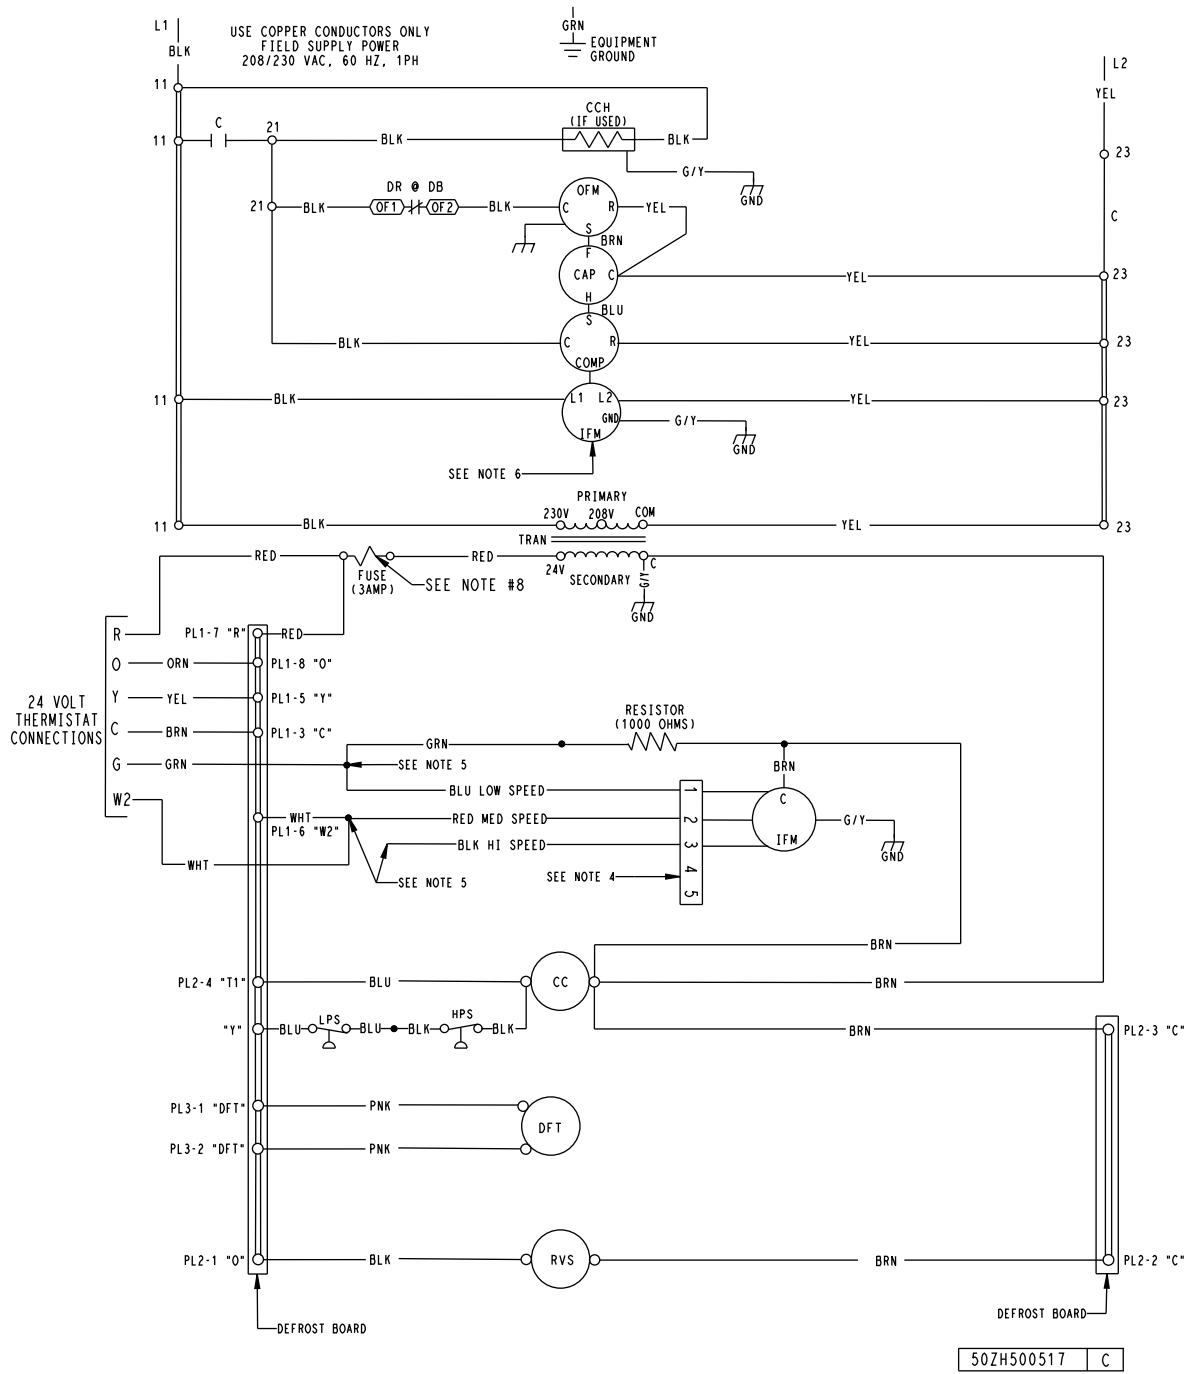 L1
BLK
USE COPPER CONDUCTORS ONLY
FIELD SUPPLY POWER
208/230 VAC, 60 HZ, 1PH
GRN
EQUIPMENT
GROUND
L2
YEL
11
CCH
(IF USED)
11
C
21
BLK
BLK
23
G/Y
GND
DR @ DB
21
BLK
OF1
OF2
BLK
OFM
C
R
S
YEL
C
BRN
F
CAP
C
H
YEL
23
BLU
S
C
R
COMP
BLK
YEL
23
11
BLK
L1
L2
GND
IFM
YEL
23
G/Y
GND
SEE NOTE 6
PRIMARY
230V
208V
COM
11
BLK
YEL
23
TRAN
RED
FUSE
(3AMP)
RED
24V
SECONDARY
C
G/Y
GND
SEE NOTE #8
24 VOLT
THERMISTAT
CONNECTIONS
R
PL1-7 "R"
RED
O
ORN
PL1-8 "O"
Y
YEL
PL1-5 "Y"
C
BRN
PL1-3 "C"
RESISTOR
(1000 OHMS)
GRN
G
GRN
SEE NOTE 5
BRN
BLU LOW SPEED
1
C
IFM
W2
WHT
PL1-6 "W2"
RED MED SPEED
2
G/Y
GND
BLK HI SPEED
3
WHT
SEE NOTE 5
SEE NOTE 4
4
5
BRN
PL2-4 "T1"
BLU
CC
BRN
"Y"
BLU
LPS
BLU
BLK
HPS
BLK
BRN
PL2-3 "C"
PL3-1 "DFT"
PNK
DFT
PL3-2 "DFT"
PNK
PL2-1 "O"
BLK
RVS
BRN
PL2-2 "C"
DEFROST BOARD
DEFROST BOARD
50ZH500517
C